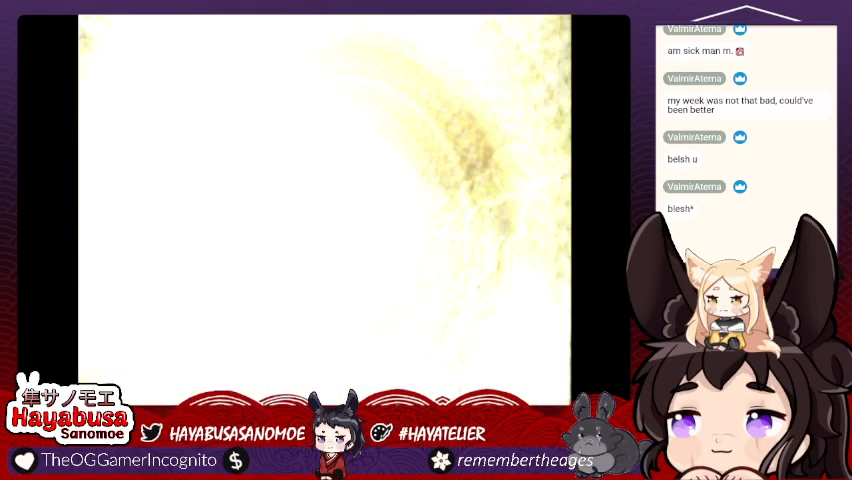 ValmirAterna
am sick man rn.
ValmirAterna
my week was not that bad, could've
been better
ValmirAterna
belsh u
ValmirAterna
blesh*
隼サノモエ
Hayabusa
Sanomoe
HAYABUSASANOMOE
#HAYATELIER
TheOGGamerIncognito
$
remembertheages